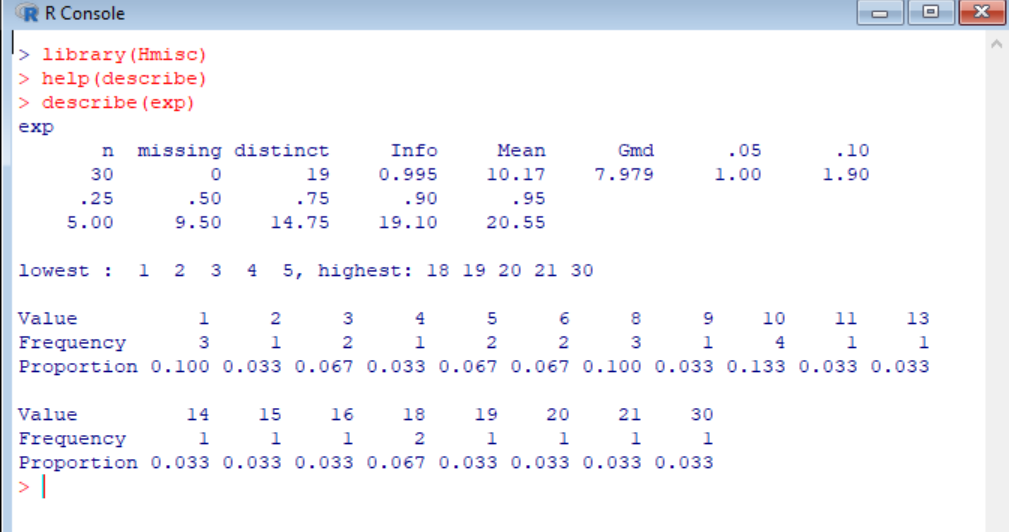 R Console
> library(Hmisc)
> help(describe)
> describe(exp)
exp
       n  missing distinct     Info     Mean      Gmd      .05      .10
      30        0       19    0.995    10.17    7.979     1.00     1.90
     .25      .50      .75      .90      .95
    5.00     9.50    14.75    19.10    20.55

lowest :  1  2  3  4  5, highest: 18 19 20 21 30

Value          1     2     3     4     5     6     8     9    10    11    13
Frequency      3     1     2     1     2     2     3     1     4     1     1
Proportion 0.100 0.033 0.067 0.033 0.067 0.067 0.100 0.033 0.133 0.033 0.033

Value         14    15    16    18    19    20    21    30
Frequency      1     1     1     2     1     1     1     1
Proportion 0.033 0.033 0.033 0.067 0.033 0.033 0.033 0.033
>